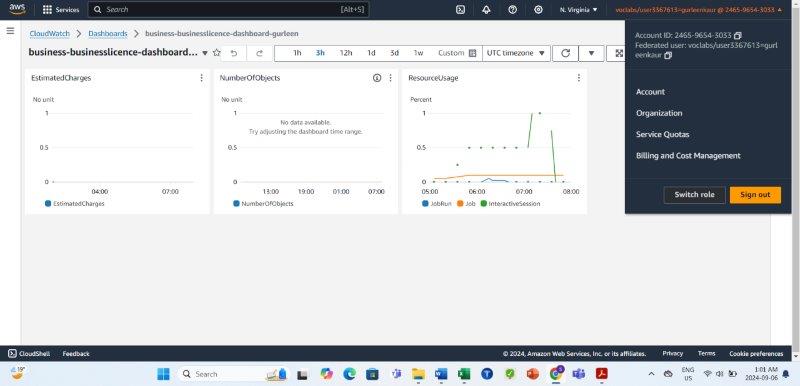 aws
Services
Search
[Alt+S]
N. Virginia
voclabs/user3367613=gurleenkaur @ 2465-9654-3033
CloudWatch
Dashboards
business-businesslicence-dashboard-gurleen
Account ID: 2465-9654-3033
Federated user: voclabs/user3367613=gurl
eenkaur
Account
Organization
Service Quotas
Billing and Cost Management
Switch role
Sign out
business-businesslicence-dashboard...
1h
3h
12h
1d
3d
1w
Custom
UTC timezone
EstimatedCharges
No unit
1
0.5
0
04:00
07:00
EstimatedCharges
NumberOfObjects
No unit
1
No data available.
Try adjusting the dashboard time range.
0.5
0
13:00
19:00
01:00
07:00
NumberOfObjects
ResourceUsage
Percent
1
0.5
0
05:00
06:00
07:00
08:00
JobRun
Job
InteractiveSession
CloudShell
Feedback
© 2024, Amazon Web Services, Inc. or its affiliates.
Privacy
Terms
Cookie preferences
19°
Search
ENG
US
1:01 AM
2024-09-06